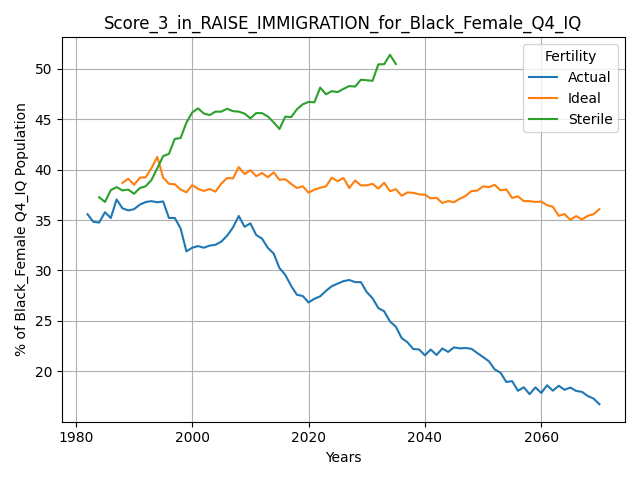 Score_3_in_RAISE_IMMIGRATION_for_Black_Female_Q4_IQ
Fertility
Actual
Ideal
Sterile
% of Black_Female Q4_IQ Population
50
45
40
35
30
25
20
1980
2000
2020
2040
2060
Years